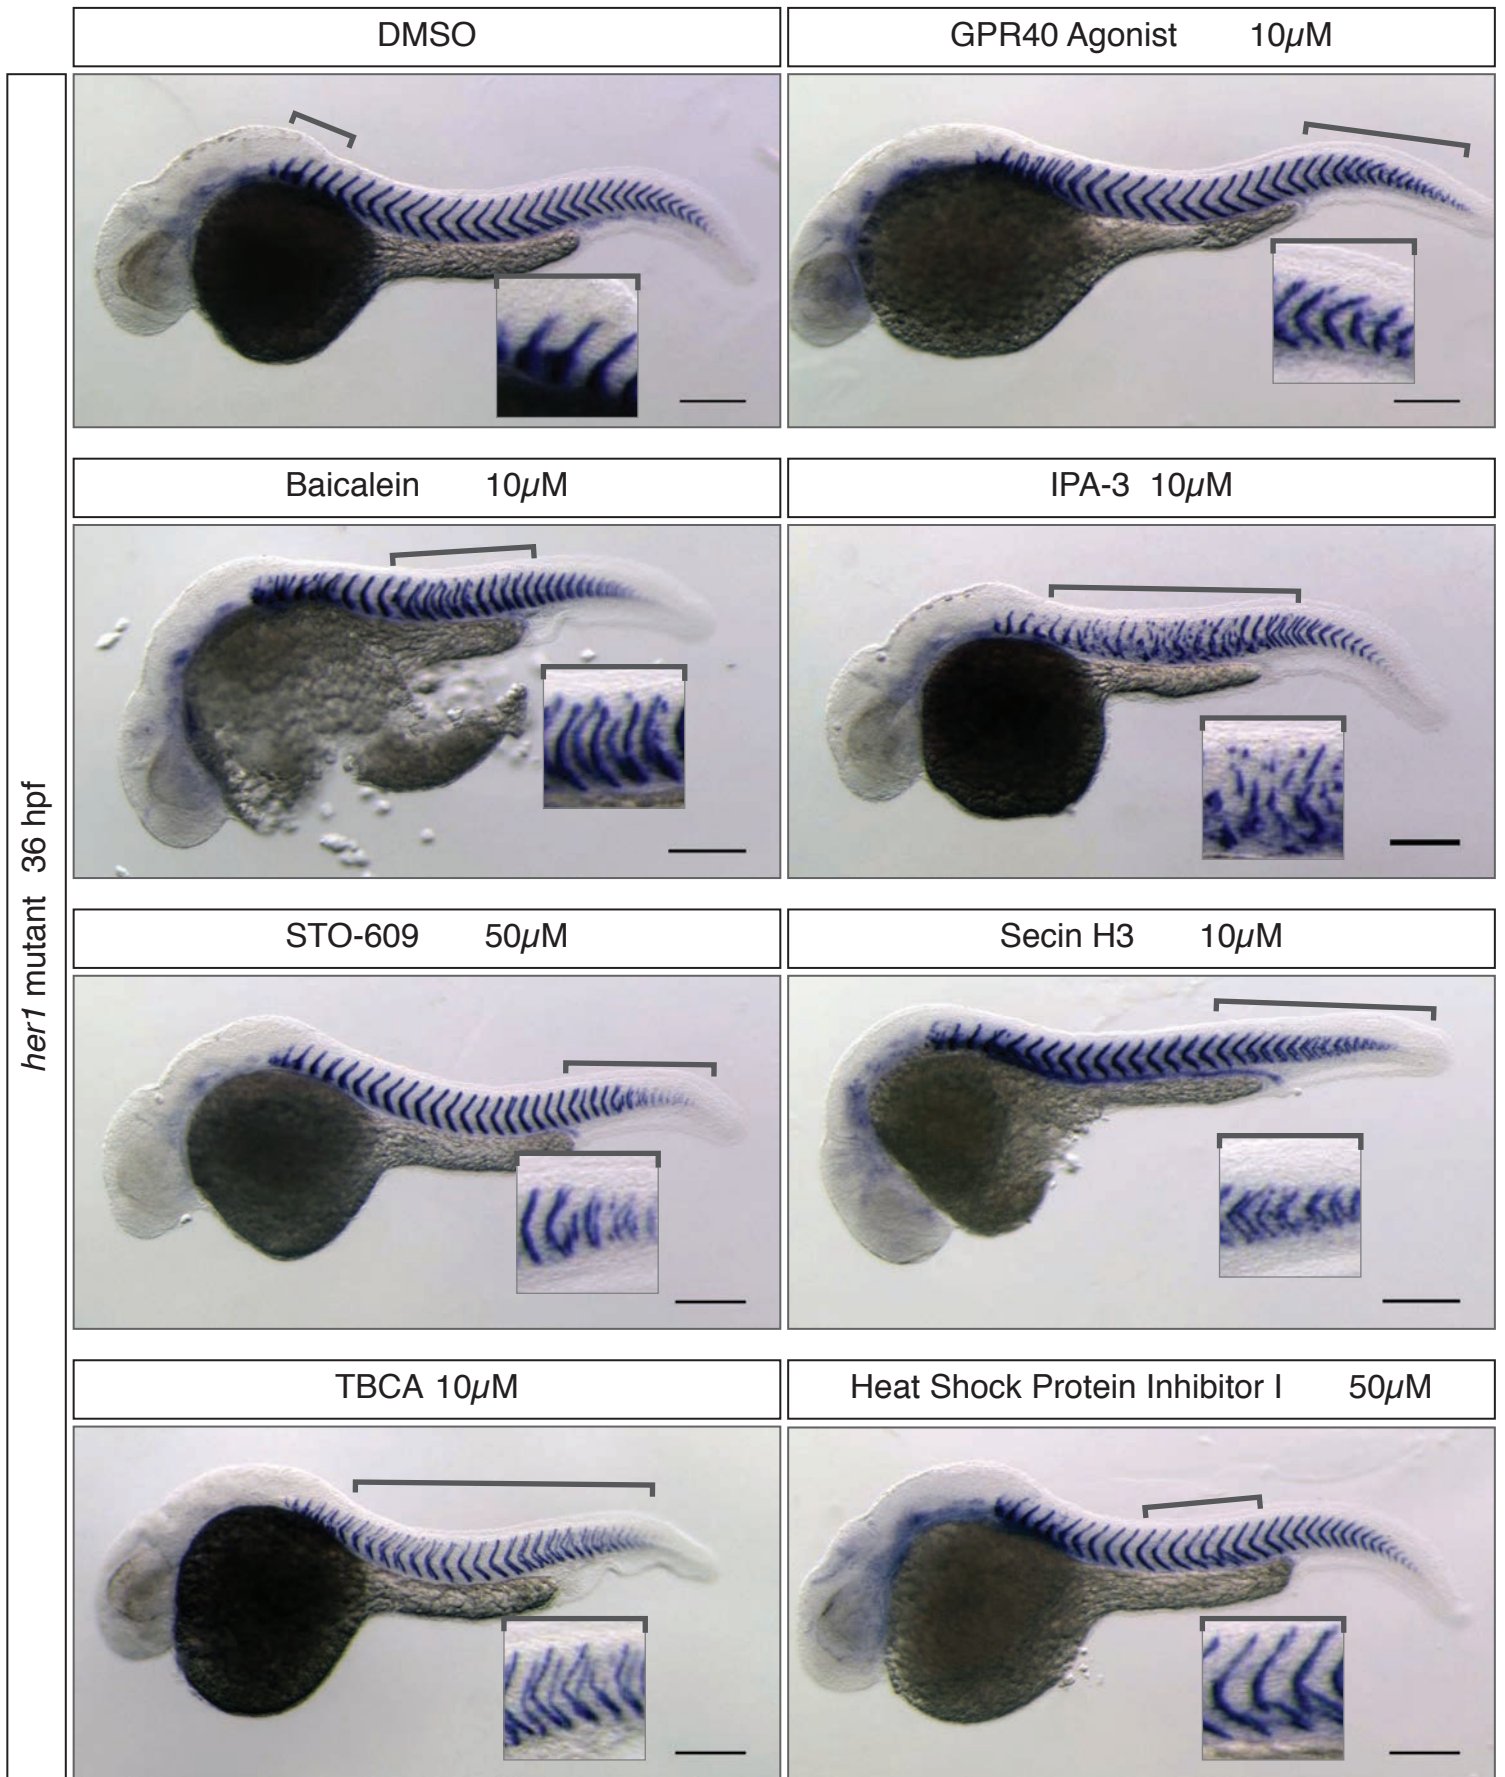 DMSO
GPR40 Agonist 10µM
her1 mutant 36 hpf
Baicalein 10µM
IPA-3 10µM
STO-609 50µM
Secin H3 10µM
TBCA 10µM
Heat Shock Protein Inhibitor I 50µM